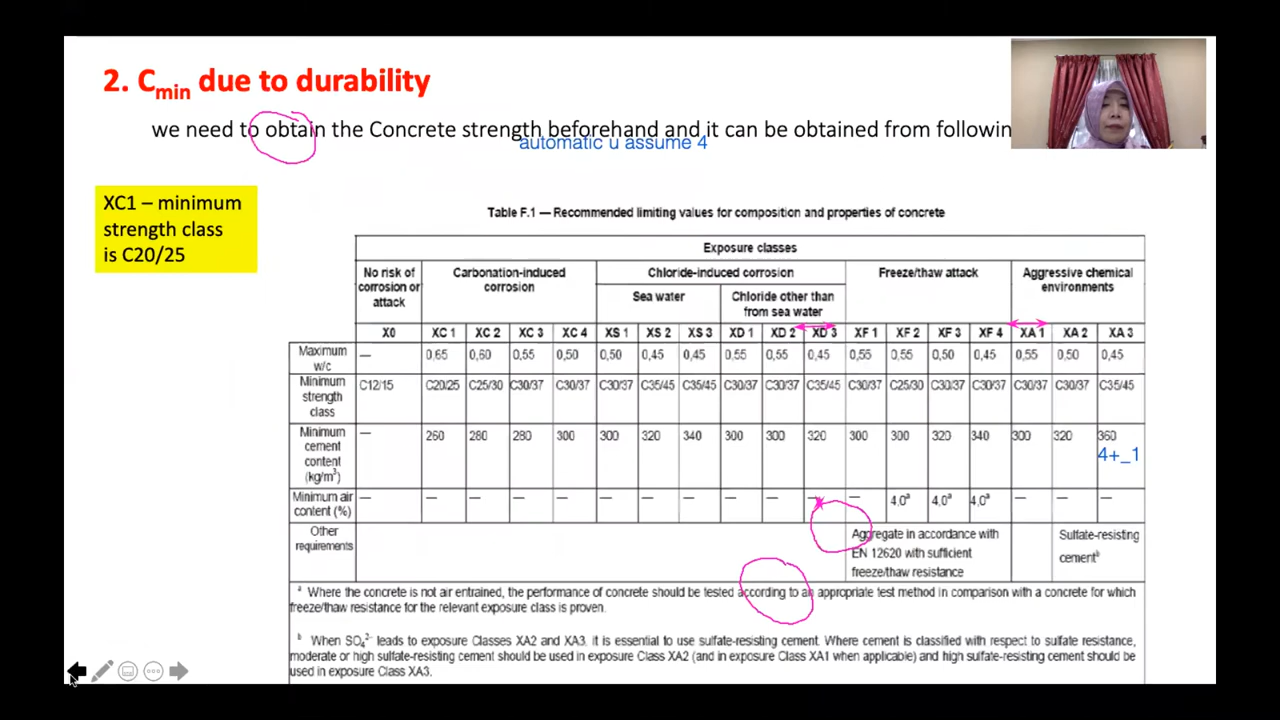 2. Cmin due to durability
we need to obtain the Concrete strength beforehand and it can be obtained from followin
automatic u assume 4
XC1 – minimum
strength class
is C20/25
Table F.1 — Recommended limiting values for composition and properties of concrete
Exposure classes
No risk of corrosion or attack Carbonation-induced corrosion Chloride-induced corrosion Freeze/thaw attack Aggressive chemical environments
Sea water Chloride other than from sea water
X0 XC 1 XC 2 XC 3 XC 4 XS 1 XS 2 XS 3 XD 1 XD 2 XD 3 XF 1 XF 2 XF 3 XF 4 XA 1 XA 2 XA 3
Maximum w/c — 0,65 0,60 0,55 0,50 0,50 0,45 0,45 0,55 0,55 0,45 0,55 0,55 0,50 0,45 0,55 0,50 0,45
Minimum strength class C12/15 C20/25 C25/30 C30/37 C30/37 C30/37 C35/45 C35/45 C30/37 C30/37 C35/45 C30/37 C25/30 C30/37 C30/37 C30/37 C30/37 C35/45
Minimum cement content (kg/m³) — 260 280 280 300 300 320 340 300 300 320 300 300 320 340 300 320 360
4+_1
Minimum air content (%) — — — — — — — — — — — — 4,0ᵃ 4,0ᵃ 4,0ᵃ — — —
Other requirements Aggregate in accordance with EN 12620 with sufficient freeze/thaw resistance Sulfate-resisting cementᵇ
ᵃ Where the concrete is not air entrained, the performance of concrete should be tested according to an appropriate test method in comparison with a concrete for which
freeze/thaw resistance for the relevant exposure class is proven.
ᵇ When SO₄²⁻ leads to exposure Classes XA2 and XA3, it is essential to use sulfate-resisting cement. Where cement is classified with respect to sulfate resistance,
moderate or high sulfate-resisting cement should be used in exposure Class XA2 (and in exposure Class XA1 when applicable) and high sulfate-resisting cement should be
used in exposure Class XA3.